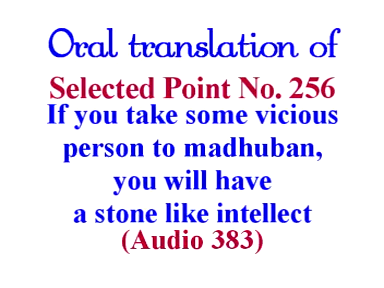 Oral translation of
Selected Point No. 256
If you take some vicious
person to madhuban,
you will have
a stone like intellect
(Audio 383)